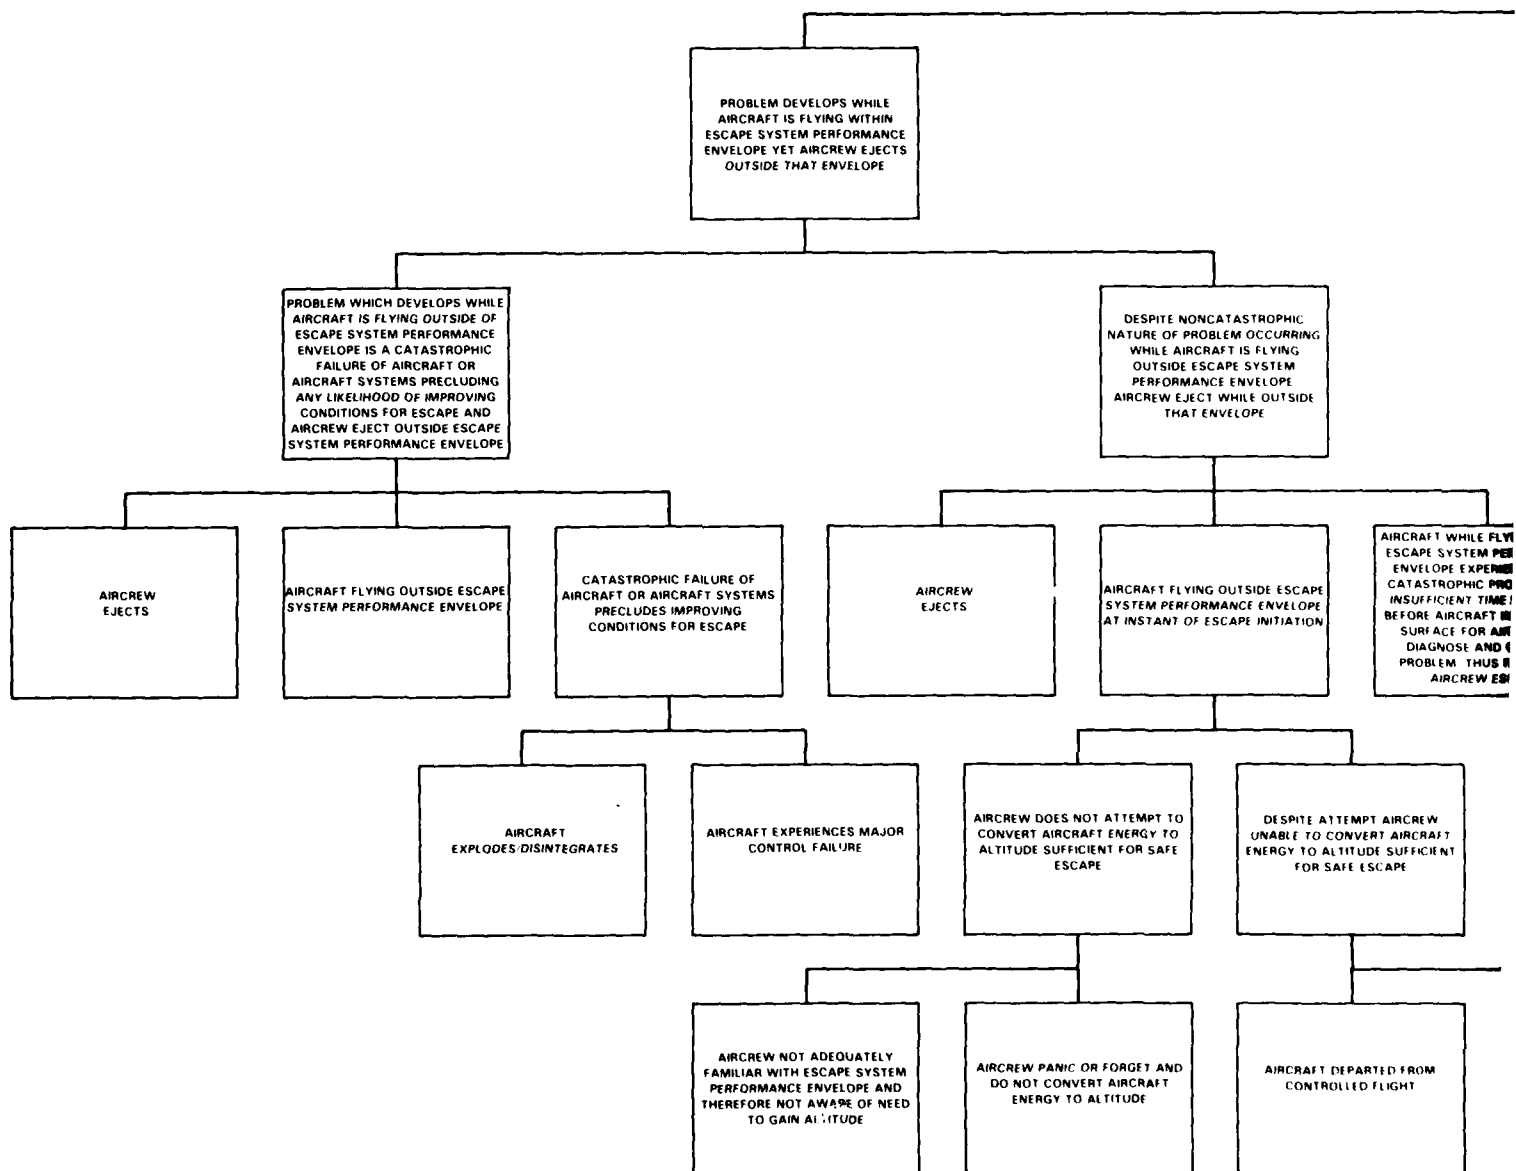 PROBLEM DEVELOPS WHILE
AIRCRAFT IS FLYING WITHIN
ESCAPE SYSTEM PERFORMANCE
ENVELOPE YET AIRCREW EJECTS
OUTSIDE THAT ENVELOPE
PROBLEM WHICH DEVELOPS WHILE
AIRCRAFT IS FLYING OUTSIDE OF
ESCAPE SYSTEM PERFORMANCE
ENVELOPE IS A CATASTROPHIC
FAILURE OF AIRCRAFT OR
AIRCRAFT SYSTEMS PRECLUDING
ANY LIKELIHOOD OF IMPROVING
CONDITIONS FOR ESCAPE AND
AIRCREW EJECT OUTSIDE ESCAPE
SYSTEM PERFORMANCE ENVELOPE
DESPITE NONCATASTROPHIC
NATURE OF PROBLEM OCCURRING
WHILE AIRCRAFT IS FLYING
OUTSIDE ESCAPE SYSTEM
PERFORMANCE ENVELOPE
AIRCREW EJECT WHILE OUTSIDE
THAT ENVELOPE
AIRCREW
EJECTS
AIRCRAFT FLYING OUTSIDE ESCAPE
SYSTEM PERFORMANCE ENVELOPE
CATASTROPHIC FAILURE OF
AIRCRAFT OR AIRCRAFT SYSTEMS
PRECLUDES IMPROVING
CONDITIONS FOR ESCAPE
AIRCREW
EJECTS
AIRCRAFT FLYING OUTSIDE ESCAPE
SYSTEM PERFORMANCE ENVELOPE
AT INSTANT OF ESCAPE INITIATION
AIRCRAFT WHILE
ESCAPE SYSTEM
ENVELOPE
CATASTROPHIC
INSUFFICIENT TIME
BEFORE AIRCRAFT
SURFACE FOR
DIAGNOSE AND
PROBLEM THUS
AIRCREW
AIRCRAFT
EXPLODES/DISINTEGRATES
AIRCRAFT EXPERIENCES MAJOR
CONTROL FAILURE
AIRCREW DOES NOT ATTEMPT TO
CONVERT AIRCRAFT ENERGY TO
ALTITUDE SUFFICIENT FOR SAFE
ESCAPE
DESPITE ATTEMPT AIRCREW
UNABLE TO CONVERT AIRCRAFT
ENERGY TO ALTITUDE SUFFICIENT
FOR SAFE ESCAPE
AIRCREW NOT ADEQUATELY
FAMILIAR WITH ESCAPE SYSTEM
PERFORMANCE ENVELOPE AND
THEREFORE NOT AWARE OF NEED
TO GAIN ALTITUDE
AIRCREW PANIC OR FORGET AND
DO NOT CONVERT AIRCRAFT
ENERGY TO ALTITUDE
AIRCRAFT DEPARTED FROM
CONTROLLED FLIGHT